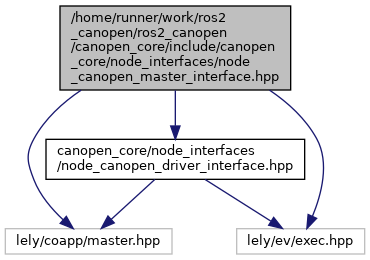 /home/runner/work/ros2
_canopen/ros2_canopen
/canopen_core/include/canopen
_core/node_interfaces/node
_canopen_master_interface.hpp
canopen_core/node_interfaces
/node_canopen_driver_interface.hpp
lely/coapp/master.hpp
lely/ev/exec.hpp